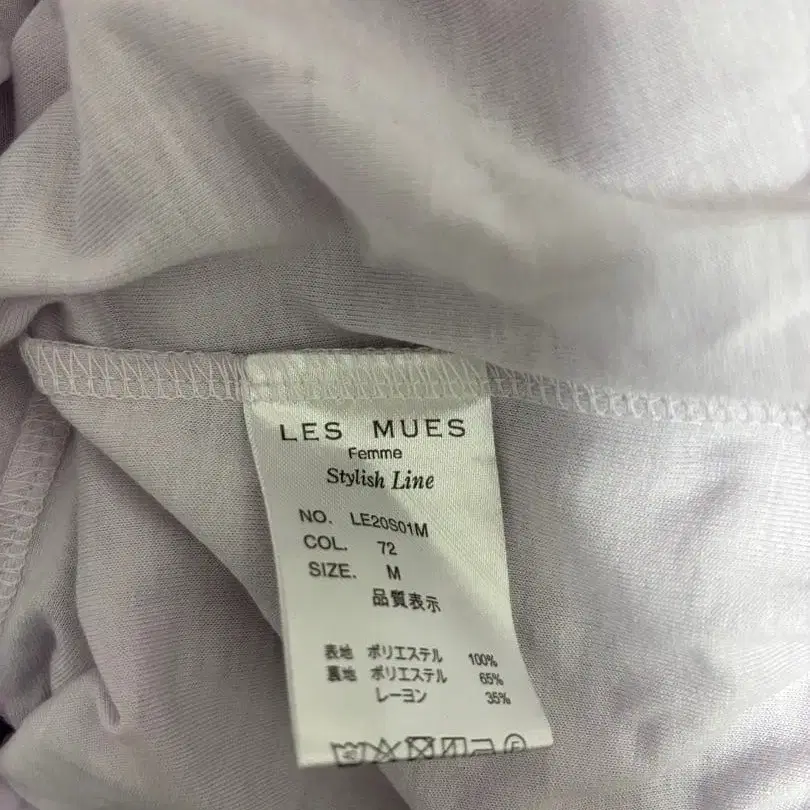 LES MUES
Femme
Stylish Line
NO. LE20S01M
COL. 72
SIZE. M
品質表示
表地 ポリエステル 100%
裏地 ポリエステル 65%
レーヨン 35%